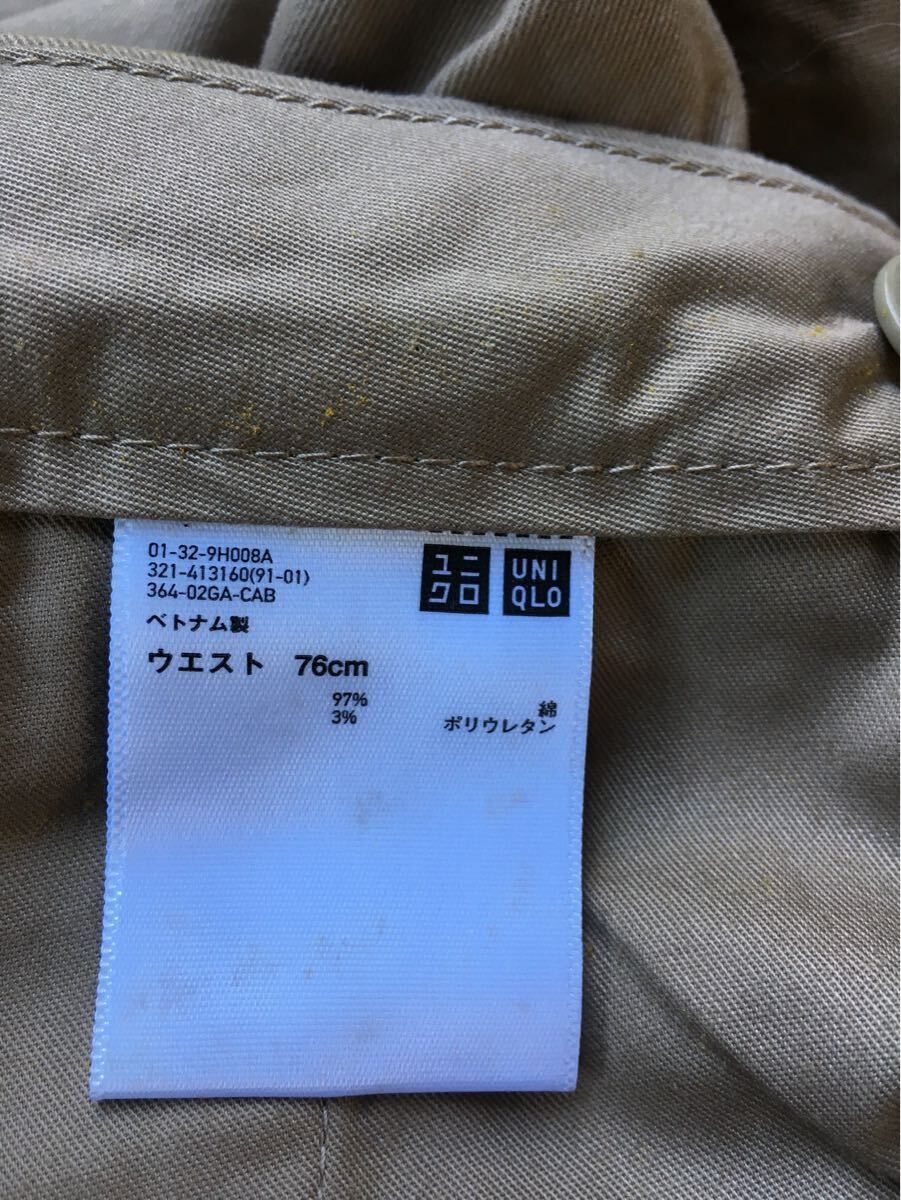 01-32-9H008A
321-413160(91-01)
364-02GA-CAB
ユニ
クロ
UNI
QLO
ベトナム製
ウエスト 76cm
97% 綿
3% ポリウレタン